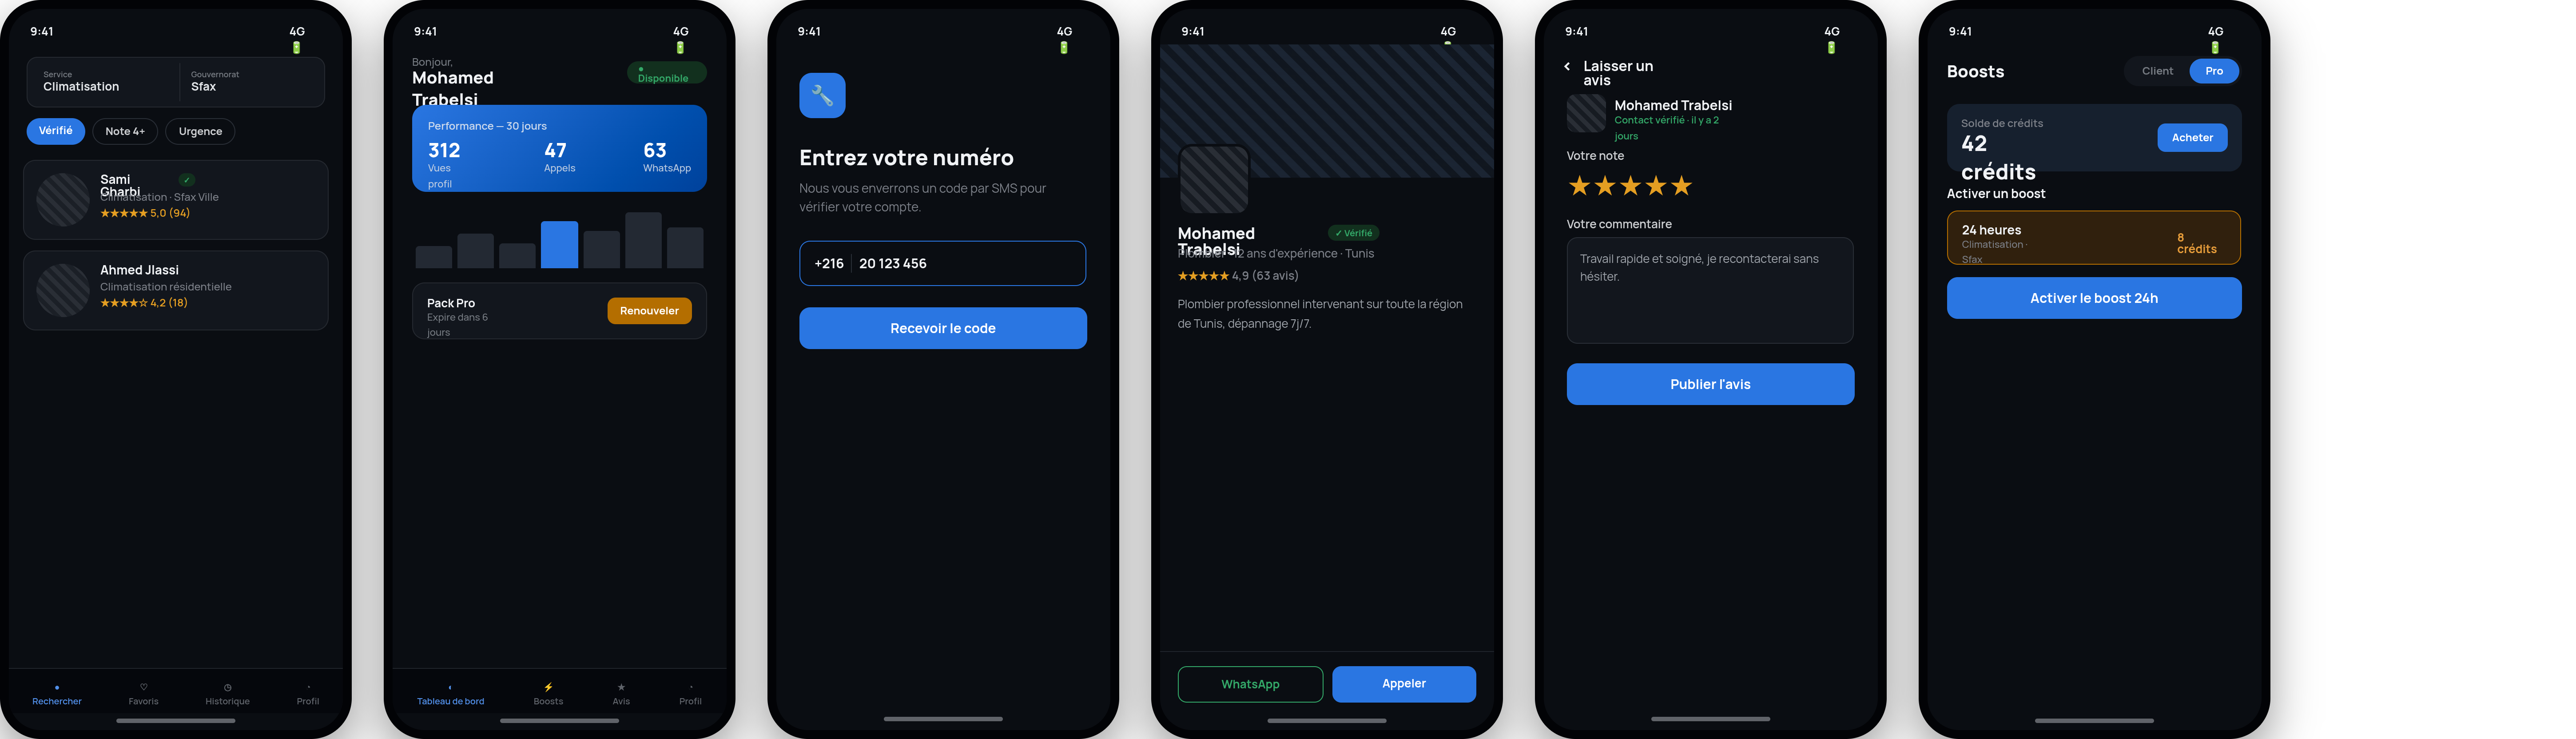 9:41
4G
Service
Climatisation
Gouvernorat
Sfax
Vérifié
Note 4+
Urgence
Sami
Gharbi
✓
Climatisation · Sfax Ville
★★★★★ 5,0 (94)
Ahmed Jlassi
Climatisation résidentielle
★★★★☆ 4,2 (18)
Rechercher
Favoris
Historique
Profil
9:41
4G
Bonjour,
Mohamed
Trabelsi
● Disponible
Performance — 30 jours
312
Vues
profil
47
Appels
63
WhatsApp
Pack Pro
Expire dans 6
jours
Renouveler
Tableau de bord
Boosts
Avis
Profil
9:41
4G
Entrez votre numéro
Nous vous enverrons un code par SMS pour
vérifier votre compte.
+216
20 123 456
Recevoir le code
9:41
4G
Mohamed
Trabelsi
✓ Vérifié
Plombier · 12 ans d'expérience · Tunis
★★★★★ 4,9 (63 avis)
Plombier professionnel intervenant sur toute la région
de Tunis, dépannage 7j/7.
WhatsApp
Appeler
9:41
4G
Laisser un
avis
Mohamed Trabelsi
Contact vérifié · il y a 2
jours
Votre note
★★★★★
Votre commentaire
Travail rapide et soigné, je recontacterai sans
hésiter.
Publier l'avis
9:41
4G
Boosts
Client
Pro
Solde de crédits
42
crédits
Acheter
Activer un boost
24 heures
Climatisation ·
Sfax
8
crédits
Activer le boost 24h